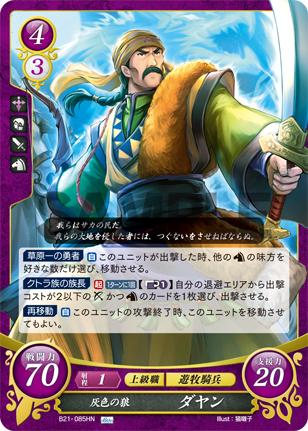 4
3
我らはサカの民だ。
我らの大地を侵した者には、つぐないをさせねばならぬ。
草原一の勇者 自 このユニットが出撃した時、他の の味方を
好きな数だけ選び、移動させる。
クトラ族の族長 起 1ターンに1回 【 1】自分の退避エリアから出撃
コストが2以下の かつ のカードを1枚選び、出撃させる。
再移動 自 このユニットの攻撃終了時、このユニットを移動させ
てもよい。
戦闘力
70
射程 1 上級職 遊牧騎兵
支援力
20
灰色の狼 ダヤン
B21-085HN Illust:猫囃子